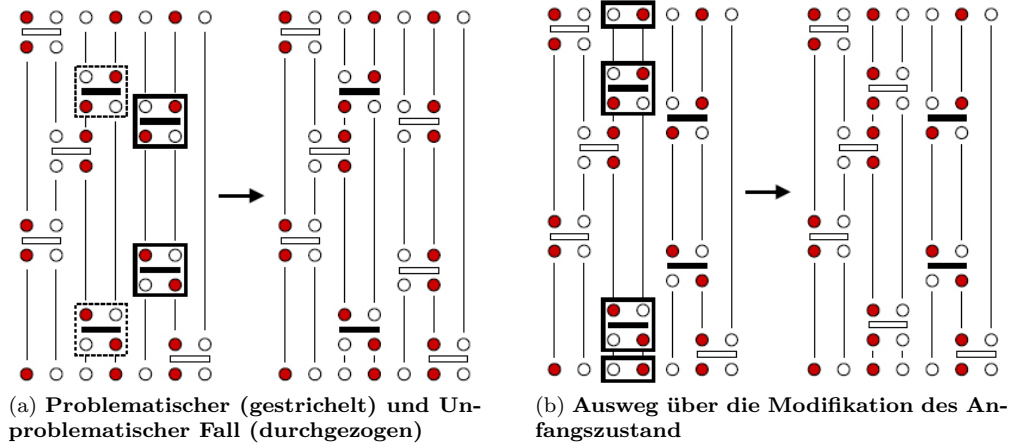 (a) Problematischer (gestrichelt) und Un-
problematischer Fall (durchgezogen)
(b) Ausweg über die Modifikation des An-
fangszustand